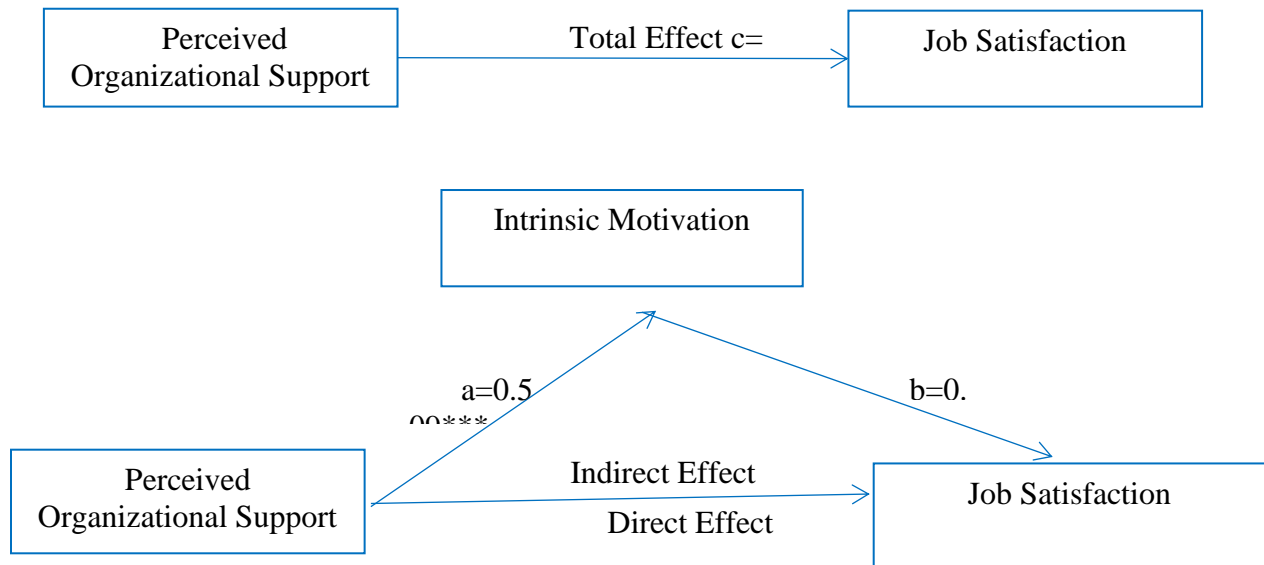 Perceived
Organizational Support
Total Effect c=
Job Satisfaction
Intrinsic Motivation
a=0.5
b=0.
Perceived
Organizational Support
Indirect Effect
Direct Effect
Job Satisfaction